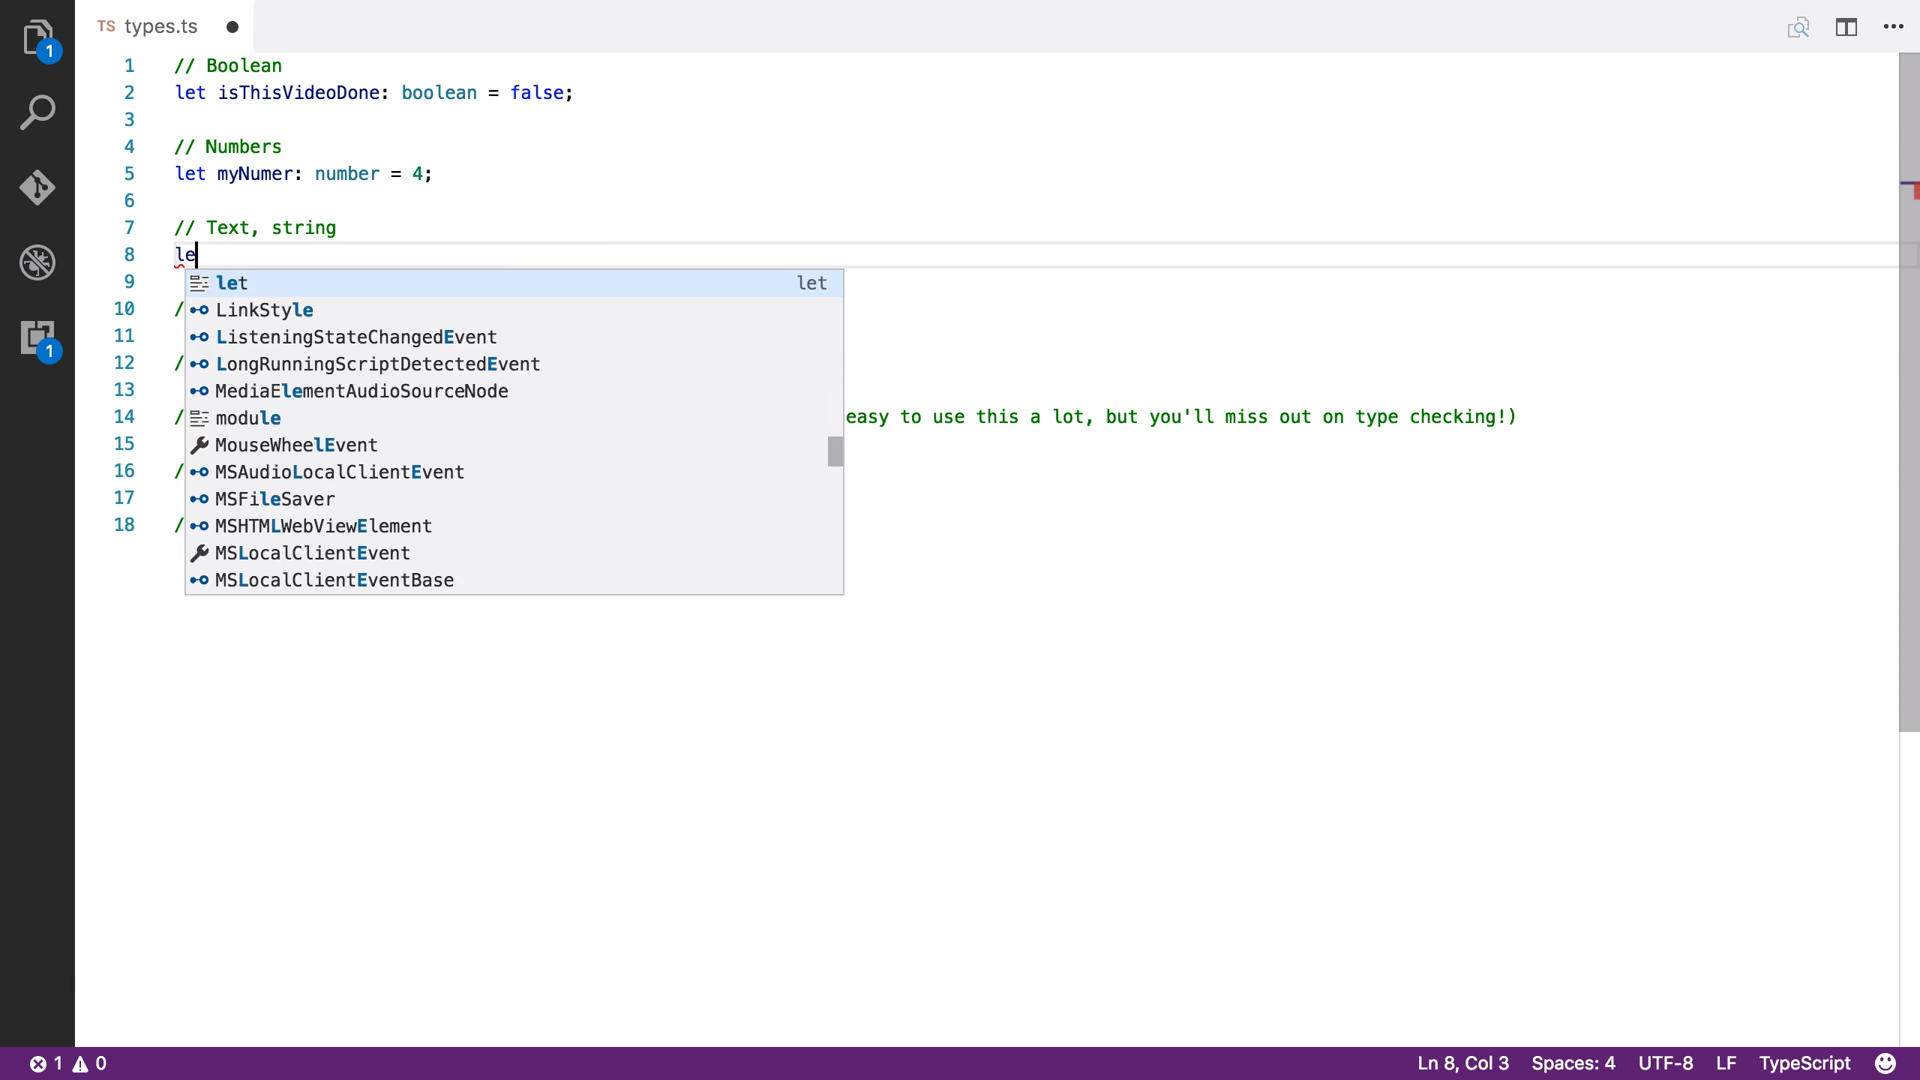 1
1
TS types.ts
1 // Boolean
2 let isThisVideoDone: boolean = false;
3
4 // Numbers
5 let myNumer: number = 4;
6
7 // Text, string
8 le
9 let let
10 / LinkStyle
11 ListeningStateChangedEvent
12 / LongRunningScriptDetectedEvent
13 MediaElementAudioSourceNode
14 / module easy to use this a lot, but you'll miss out on type checking!)
15 MouseWheelEvent
16 / MSAudioLocalClientEvent
17 MSFileSaver
18 / MSHTMLWebViewElement
MSLocalClientEvent
MSLocalClientEventBase
1 0 Ln 8, Col 3 Spaces: 4 UTF-8 LF TypeScript